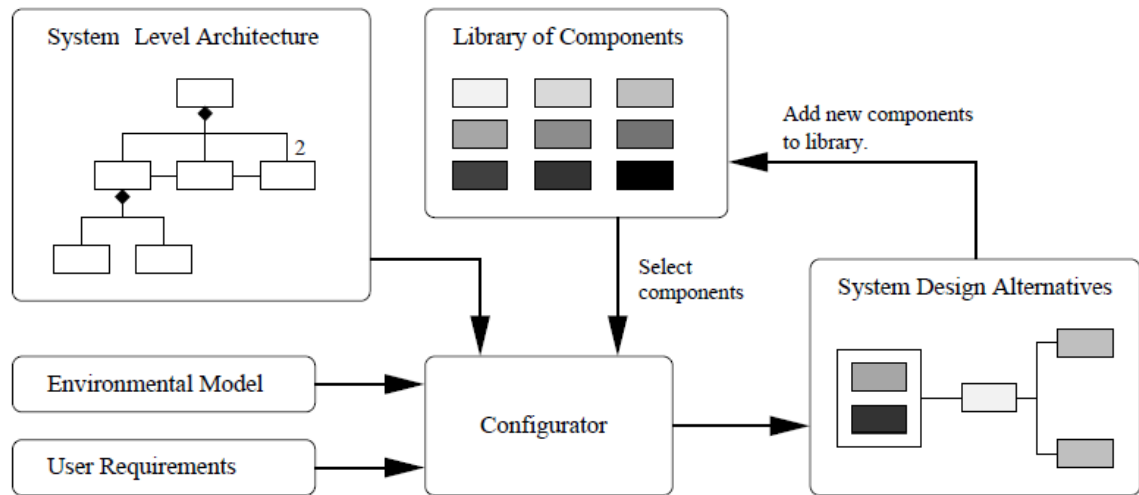 System Level Architecture
2
Library of Components
Add new components
to library.
Select
components
System Design Alternatives
Environmental Model
Configurator
User Requirements